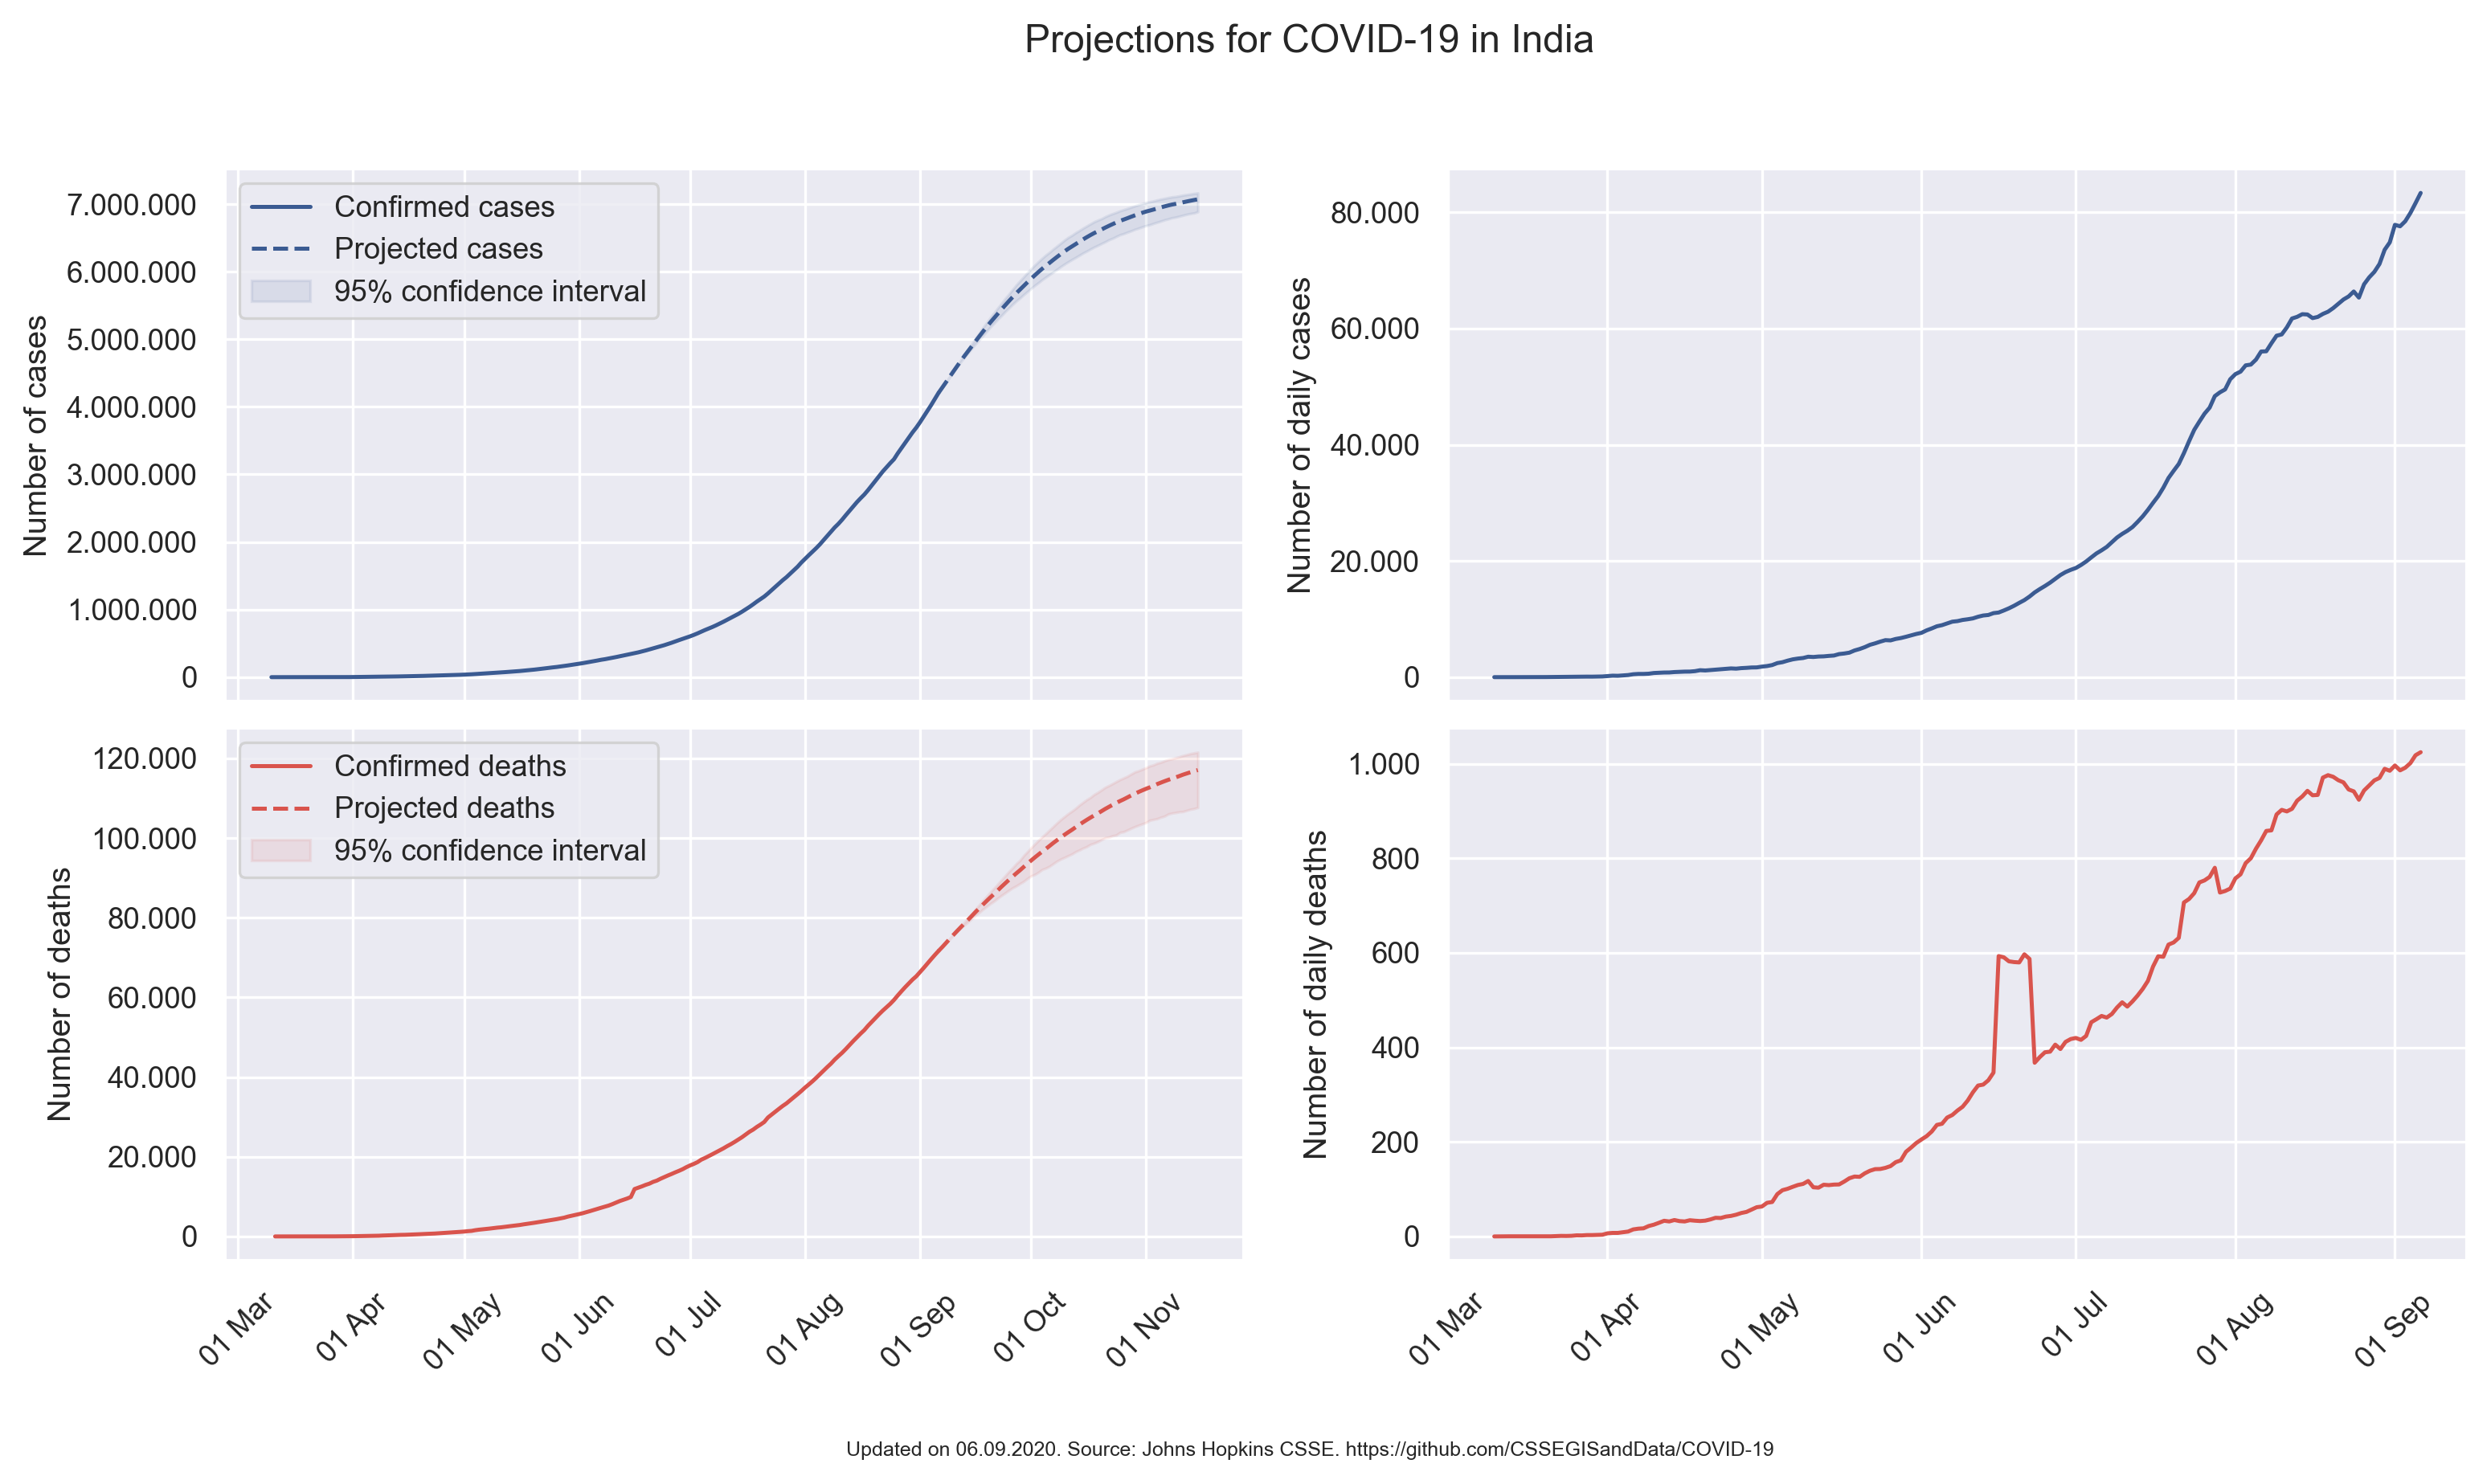 Projections for COVID-19 in India
Number of cases
7.000.000
6.000.000
5.000.000
4.000.000
3.000.000
2.000.000
1.000.000
0
Confirmed cases
Projected cases
95% confidence interval
Number of daily cases
80.000
60.000
40.000
20.000
0
Number of deaths
120.000
100.000
80.000
60.000
40.000
20.000
0
Confirmed deaths
Projected deaths
95% confidence interval
01 Mar
01 Apr
01 May
01 Jun
01 Jul
01 Aug
01 Sep
01 Oct
01 Nov
Number of daily deaths
1.000
800
600
400
200
0
01 Mar
01 Apr
01 May
01 Jun
01 Jul
01 Aug
01 Sep
Updated on 06.09.2020. Source: Johns Hopkins CSSE. https://github.com/CSSEGISandData/COVID-19